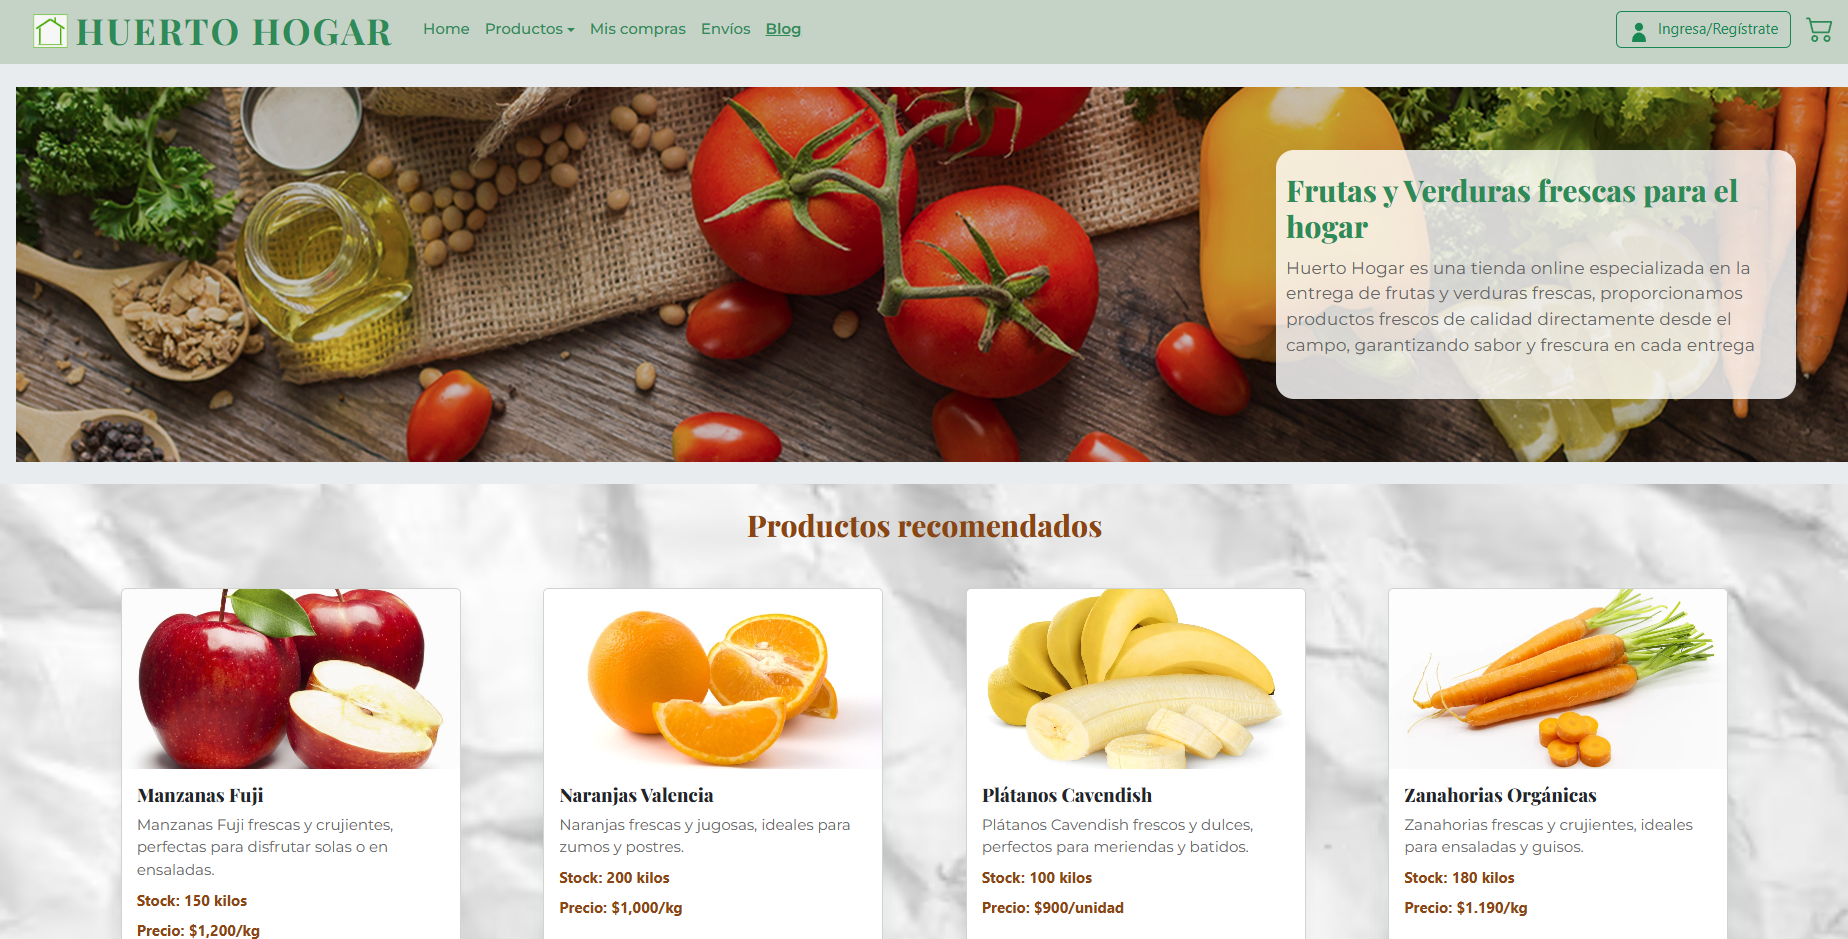 HUERTO HOGAR
Home Productos Mis compras Envíos Blog
Ingresa/Regístrate
Frutas y Verduras frescas para el
hogar
Huerto Hogar es una tienda online especializada en la
entrega de frutas y verduras frescas, proporcionamos
productos frescos de calidad directamente desde el
campo, garantizando sabor y frescura en cada entrega
Productos recomendados
Manzanas Fuji
Manzanas Fuji frescas y crujientes,
perfectas para disfrutar solas o en
ensaladas.
Stock: 150 kilos
Precio: $1,200/kg
Naranjas Valencia
Naranjas frescas y jugosas, ideales para
zumos y postres.
Stock: 200 kilos
Precio: $1,000/kg
Plátanos Cavendish
Plátanos Cavendish frescos y dulces,
perfectos para meriendas y batidos.
Stock: 100 kilos
Precio: $900/unidad
Zanahorias Orgánicas
Zanahorias frescas y crujientes, ideales
para ensaladas y guisos.
Stock: 180 kilos
Precio: $1.190/kg